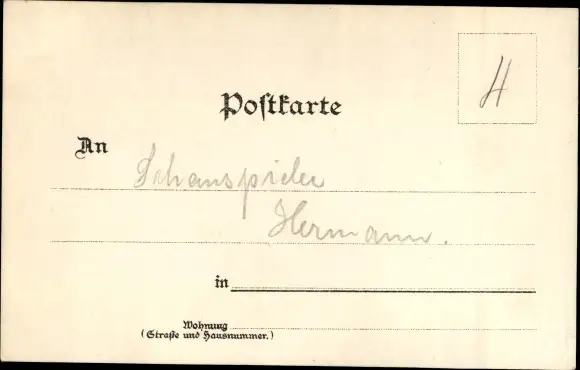 Postkarte
H
An Schauspieler
Hermann.
in
Wohnung
(Straße und Hausnummer.)